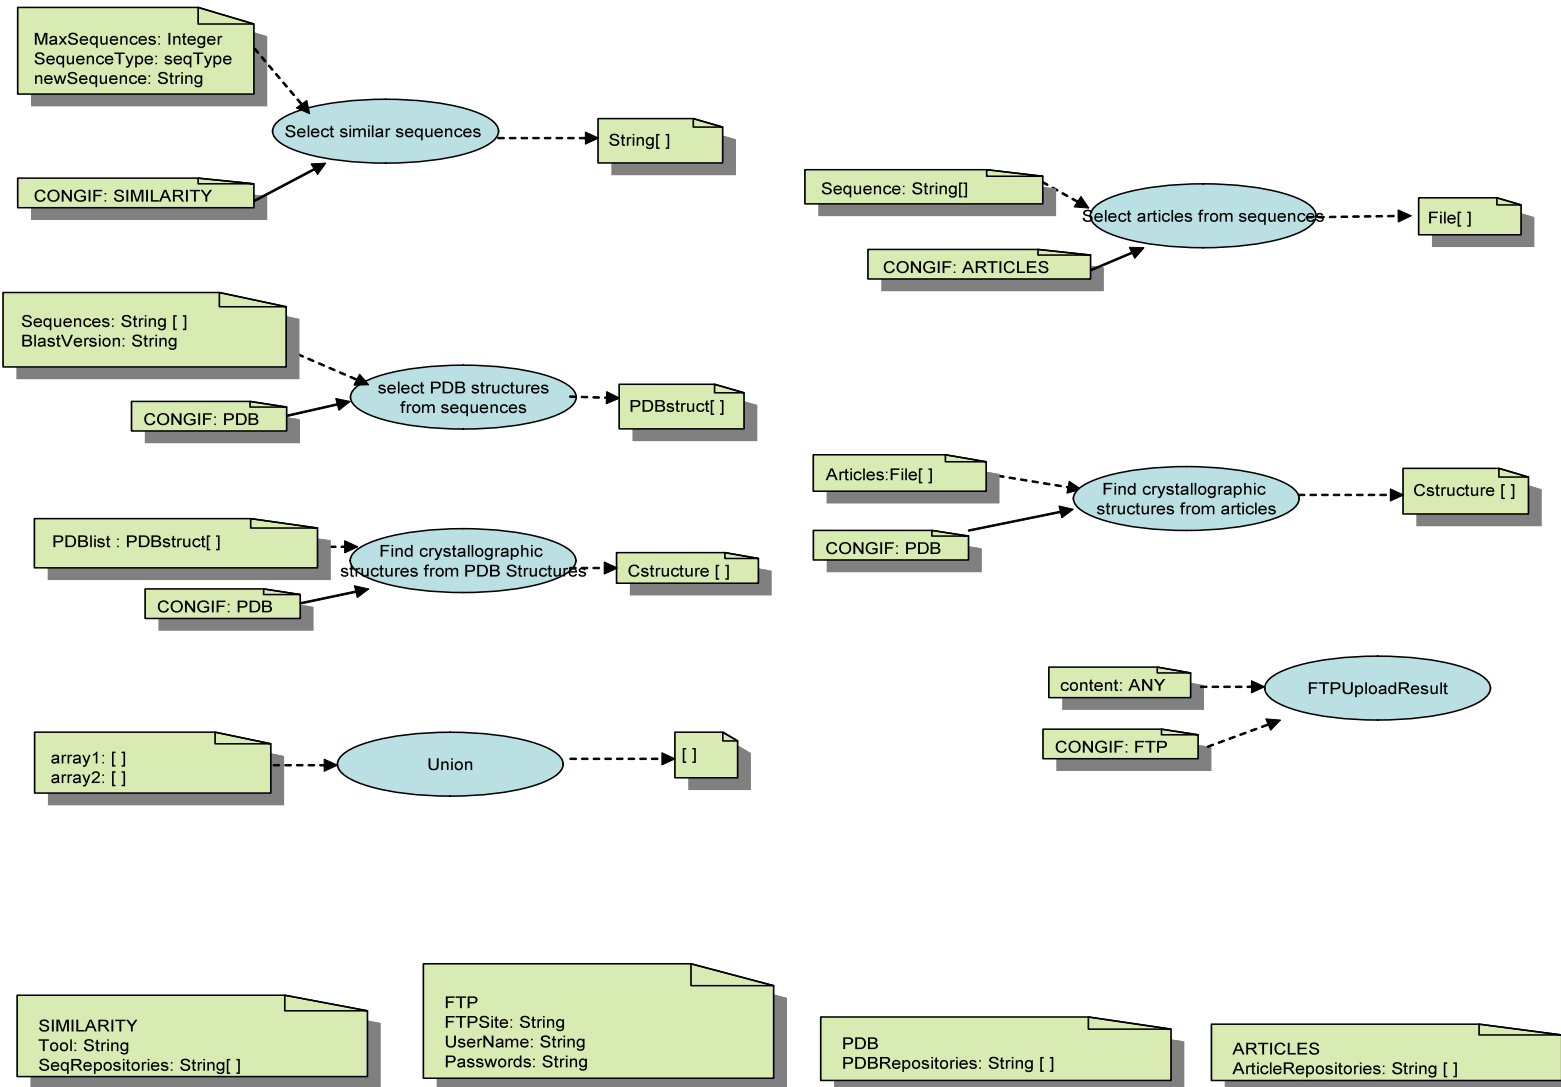 MaxSequences: Integer
SequenceType: seqType
newSequence: String
Select similar sequences
String[ ]
CONGIF: SIMILARITY
Sequence: String[]
Select articles from sequences
File[ ]
CONGIF: ARTICLES
Sequences: String [ ]
BlastVersion: String
select PDB structures
from sequences
PDBstruct[ ]
CONGIF: PDB
Articles:File[ ]
Find crystallographic
structures from articles
Cstructure [ ]
CONGIF: PDB
PDBlist : PDBstruct[ ]
Find crystallographic
structures from PDB Structures
Cstructure [ ]
CONGIF: PDB
content: ANY
FTPUploadResult
CONGIF: FTP
array1: [ ]
array2: [ ]
Union
[ ]
SIMILARITY
Tool: String
SeqRepositories: String[ ]
FTP
FTPSite: String
UserName: String
Passwords: String
PDB
PDBRepositories: String [ ]
ARTICLES
ArticleRepositories: String [ ]